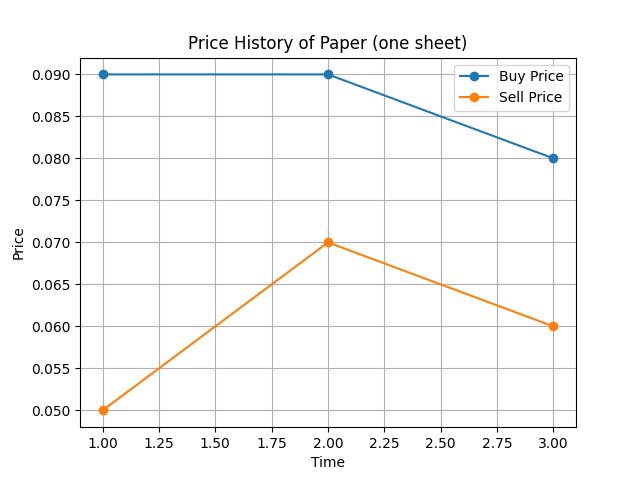 Price History of Paper (one sheet)
Buy Price
Sell Price
Price
0.090
0.085
0.080
0.075
0.070
0.065
0.060
0.055
0.050
1.00 1.25 1.50 1.75 2.00 2.25 2.50 2.75 3.00
Time